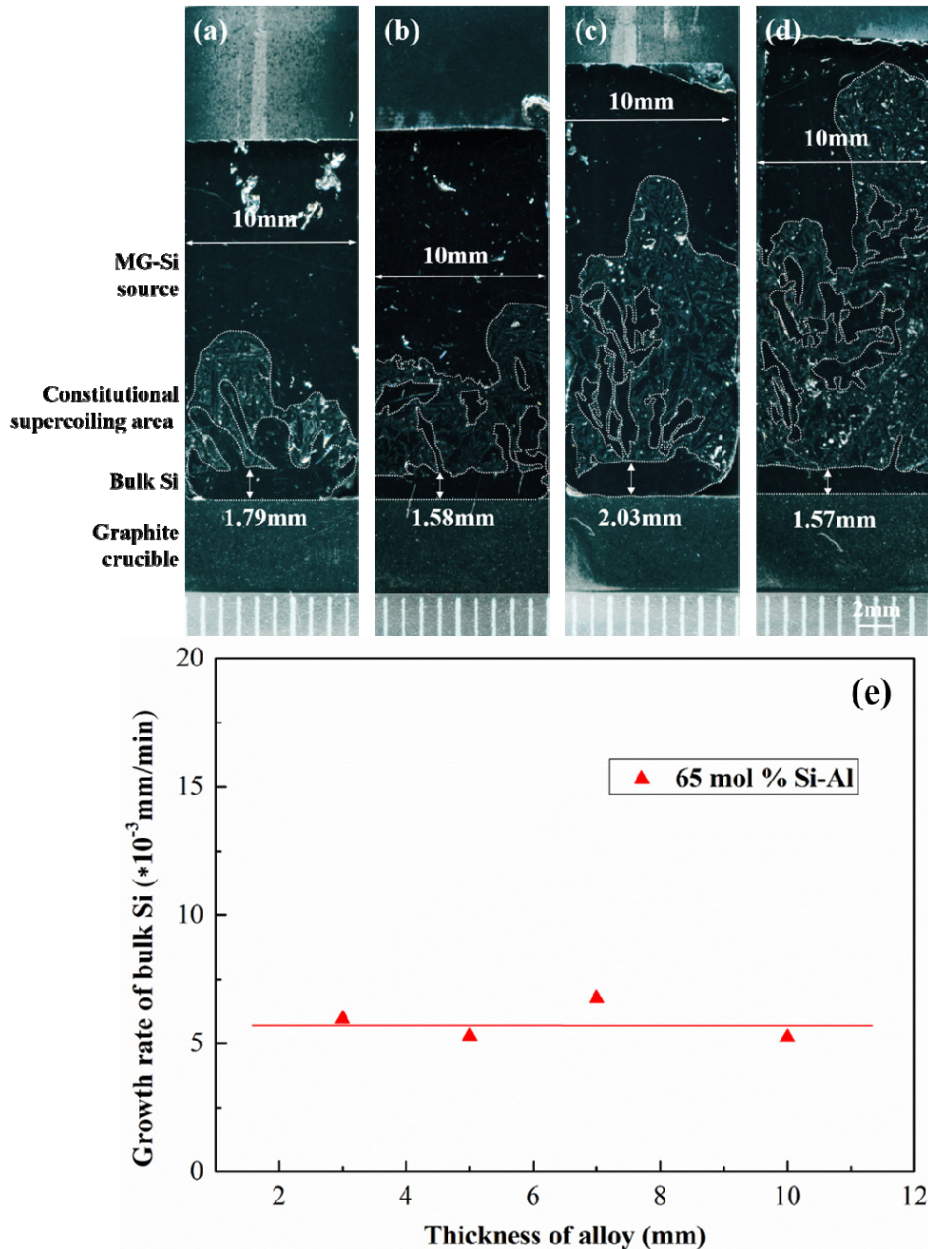 (a)
(b)
(c)
(d)
10mm
10mm
10mm
10mm
MG-Si
source
Constitutional
supercoiling area
Bulk Si
1.79mm
1.58mm
2.03mm
1.57mm
Graphite
crucible
2mm
(e)
65 mol % Si-Al
Growth rate of bulk Si (*10⁻³mm/min)
20
15
10
5
0
2
4
6
8
10
12
Thickness of alloy (mm)